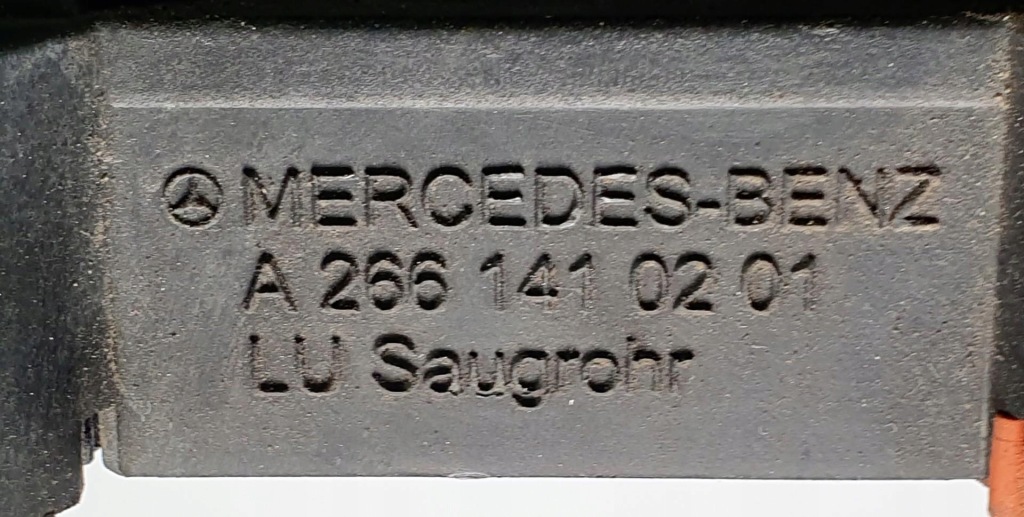 MERCEDES-BENZ
A 266 141 02 01
LU Saugrohr